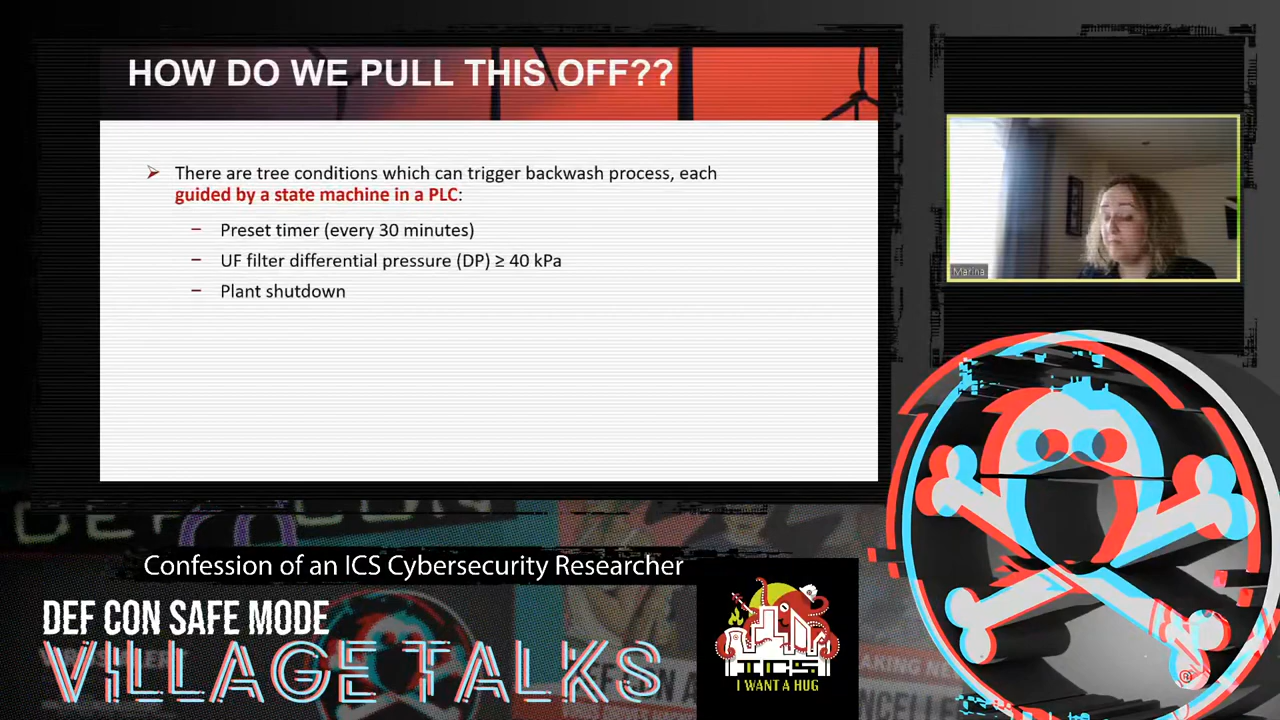 HOW DO WE PULL THIS OFF??
➢ There are tree conditions which can trigger backwash process, each
guided by a state machine in a PLC:
− Preset timer (every 30 minutes)
− UF filter differential pressure (DP) ≥ 40 kPa
− Plant shutdown
Marina
DEF CON
Confession of an ICS Cybersecurity Researcher
DEF CON SAFE MODE
VILLAGE TALKS
ICS
I WANT A HUG
®